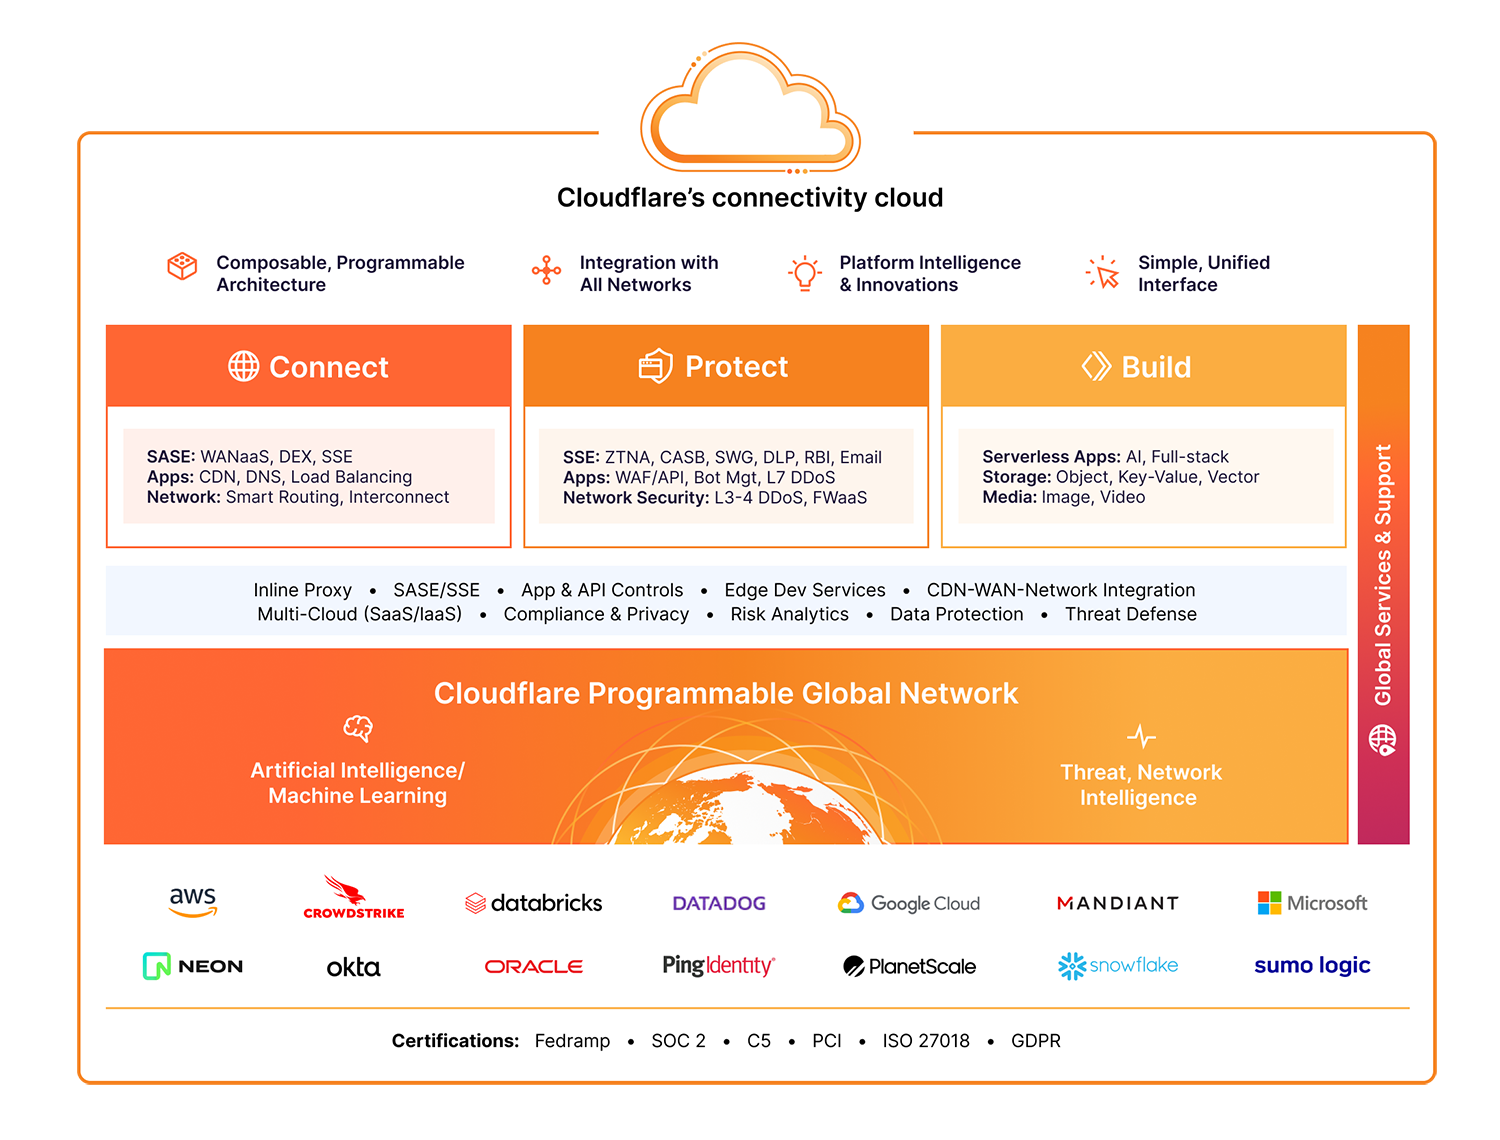 Cloudflare’s connectivity cloud
Composable, Programmable
Architecture
Integration with
All Networks
Platform Intelligence
& Innovations
Simple, Unified
Interface
Connect
SASE: WANaaS, DEX, SSE
Apps: CDN, DNS, Load Balancing
Network: Smart Routing, Interconnect
Protect
SSE: ZTNA, CASB, SWG, DLP, RBI, Email
Apps: WAF/API, Bot Mgt, L7 DDoS
Network Security: L3-4 DDoS, FWaaS
Build
Serverless Apps: AI, Full-stack
Storage: Object, Key-Value, Vector
Media: Image, Video
Global Services & Support
Inline Proxy • SASE/SSE • App & API Controls • Edge Dev Services • CDN-WAN-Network Integration
Multi-Cloud (SaaS/IaaS) • Compliance & Privacy • Risk Analytics • Data Protection • Threat Defense
Cloudflare Programmable Global Network
Artificial Intelligence/
Machine Learning
Threat, Network
Intelligence
aws CROWDSTRIKE databricks DATADOG Google Cloud MANDIANT Microsoft
NEON okta ORACLE PingIdentity® PlanetScale snowflake sumo logic
Certifications: Fedramp • SOC 2 • C5 • PCI • ISO 27018 • GDPR